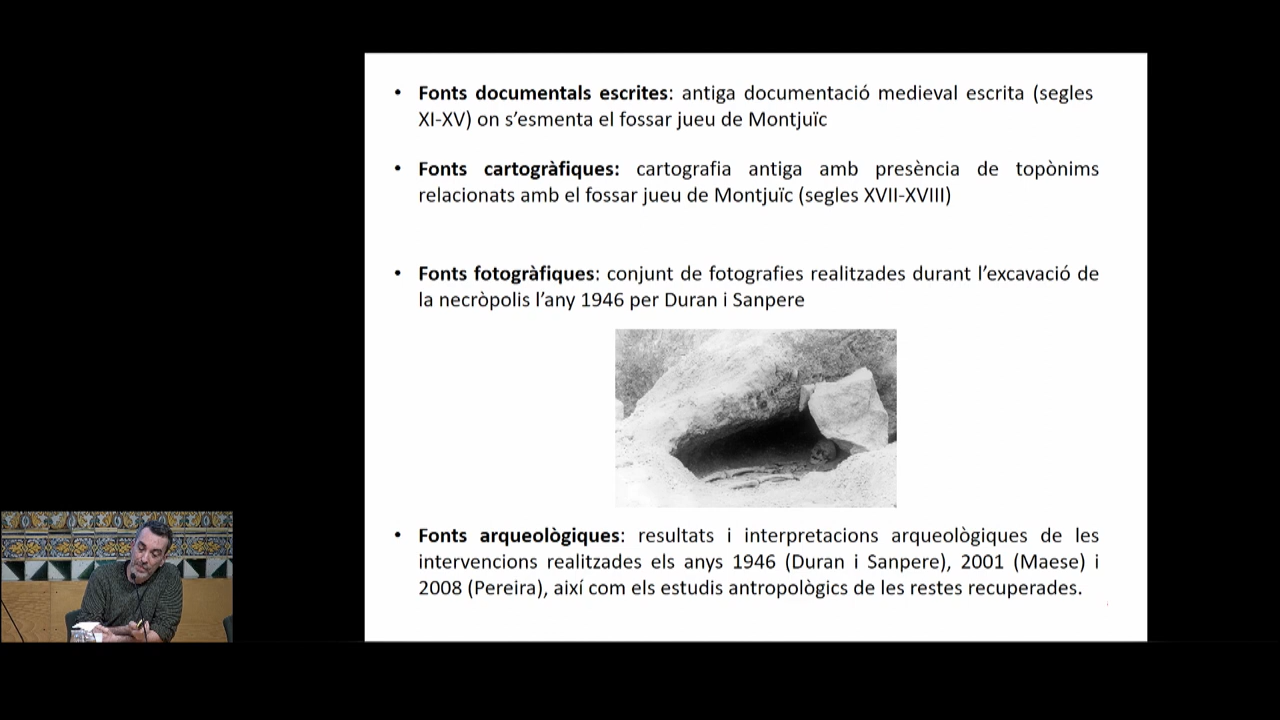 • Fonts documentals escrites: antiga documentació medieval escrita (segles
XI-XV) on s’esmenta el fossar jueu de Montjuïc
• Fonts cartogràfiques: cartografia antiga amb presència de topònims
relacionats amb el fossar jueu de Montjuïc (segles XVII-XVIII)
• Fonts fotogràfiques: conjunt de fotografies realitzades durant l’excavació de
la necròpolis l’any 1946 per Duran i Sanpere
• Fonts arqueològiques: resultats i interpretacions arqueològiques de les
intervencions realitzades els anys 1946 (Duran i Sanpere), 2001 (Maese) i
2008 (Pereira), així com els estudis antropològics de les restes recuperades.